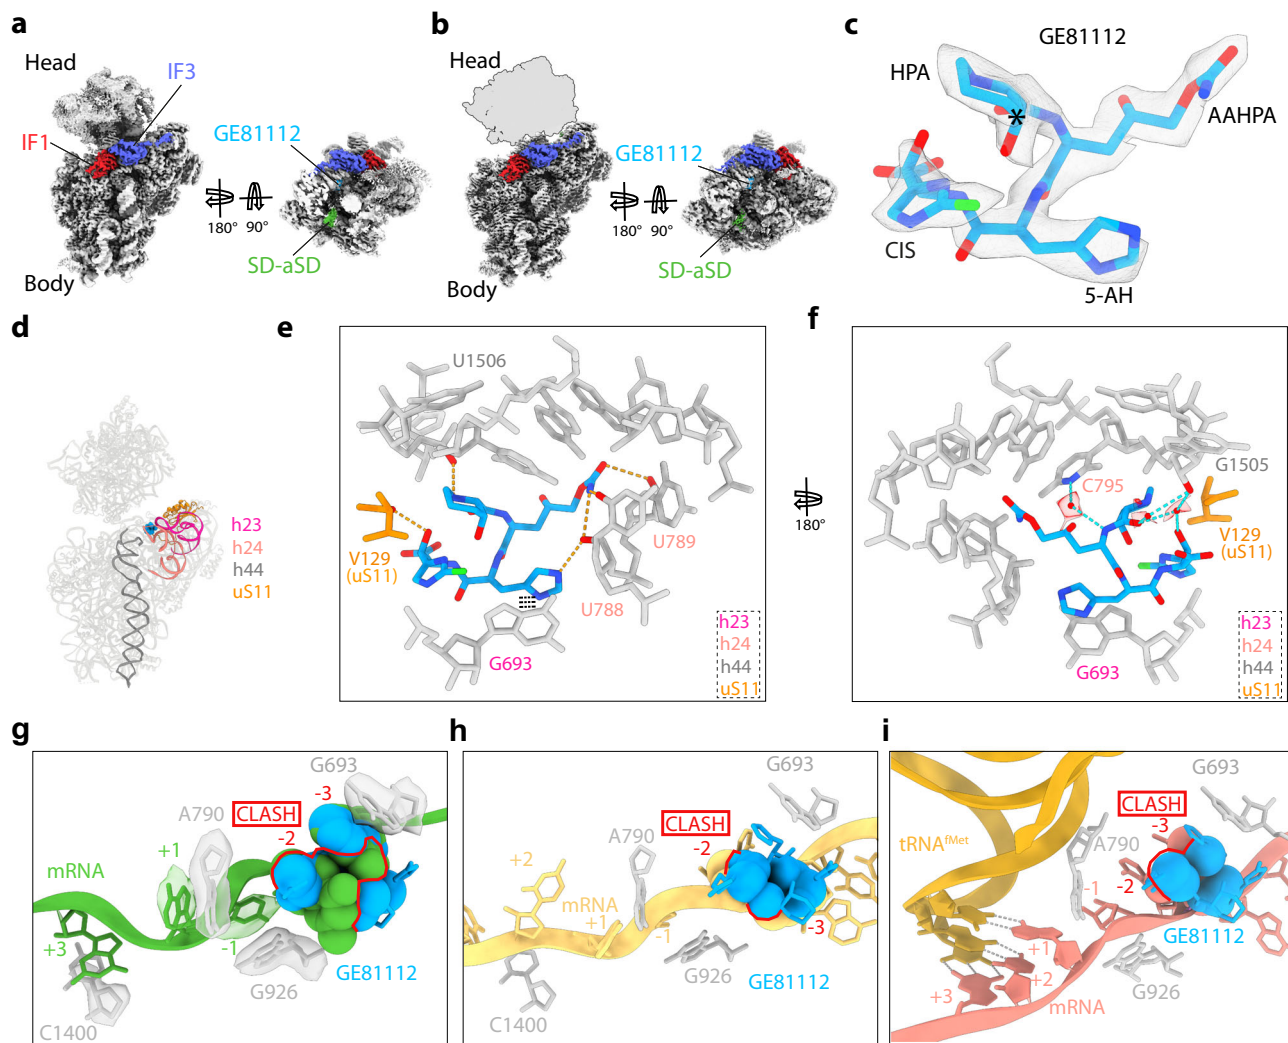 a
Head
IF3
IF1
GE81112
180°
90°
SD-aSD
Body
b
Head
GE81112
180°
90°
SD-aSD
Body
c
GE81112
HPA
*
AAHPA
CIS
5-AH
d
h23
h24
h44
uS11
e
U1506
V129
(uS11)
U789
U788
G693
h23
h24
h44
uS11
180°
f
G1505
C795
V129
(uS11)
G693
h23
h24
h44
uS11
g
G693
-3
A790
CLASH
-2
+1
mRNA
+3
-1
GE81112
G926
C1400
h
G693
CLASH
A790
-2
+2
mRNA
+1
-1
-3
G926
GE81112
C1400
i
G693
CLASH
-3
tRNAfMet
A790
-2
-1
GE81112
+1
G926
+2
+3
mRNA